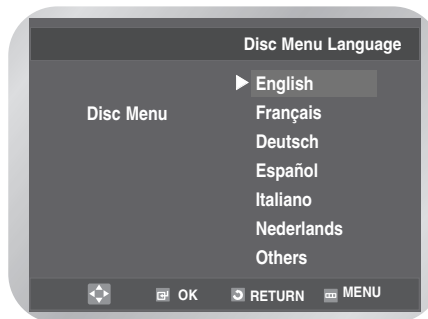 Disc Menu Language
English
Disc Menu
Français
Deutsch
Español
Italiano
Nederlands
Others
OK RETURN MENU